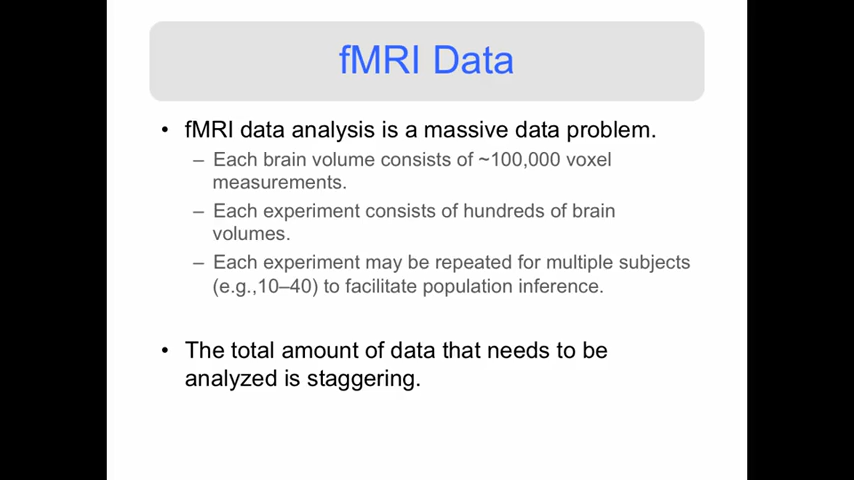 fMRI Data
• fMRI data analysis is a massive data problem.
– Each brain volume consists of ~100,000 voxel
measurements.
– Each experiment consists of hundreds of brain
volumes.
– Each experiment may be repeated for multiple subjects
(e.g.,10–40) to facilitate population inference.
• The total amount of data that needs to be
analyzed is staggering.